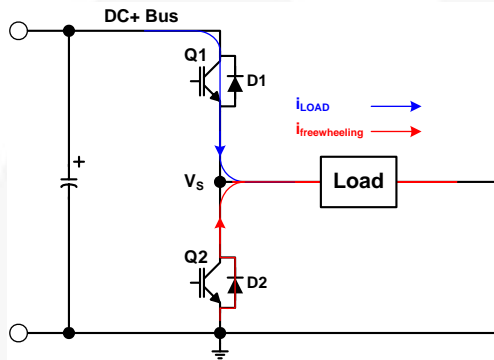 DC+ Bus
Q1
D1
iLOAD
ifreewheeling
+
VS
Load
Q2
D2